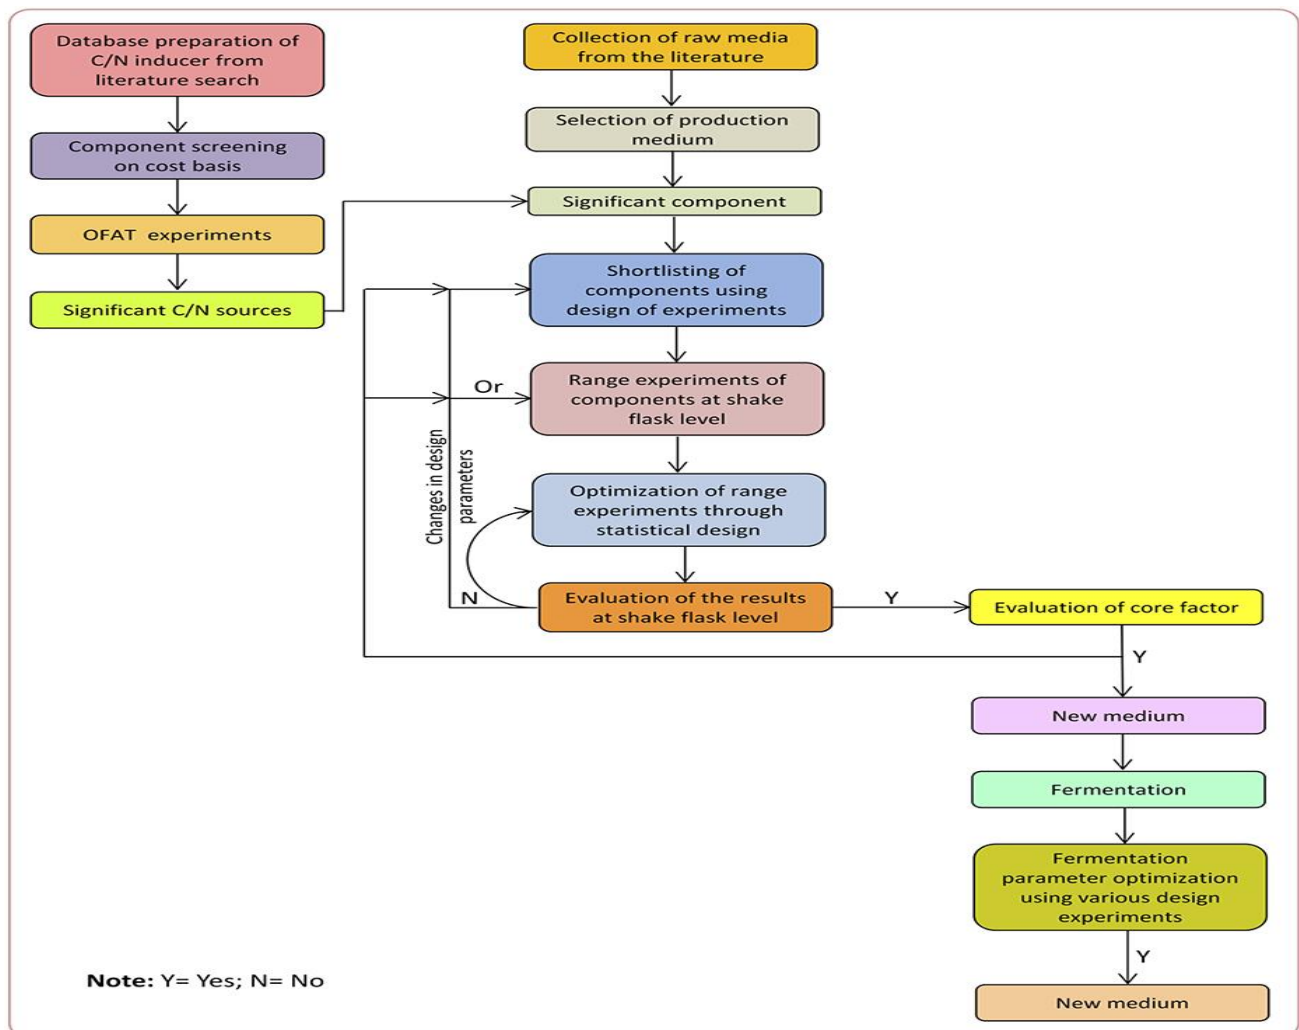 Database preparation of
C/N inducer from
literature search
Component screening
on cost basis
OFAT experiments
Significant C/N sources
Collection of raw media
from the literature
Selection of production
medium
Significant component
Shortlisting of
components using
design of experiments
Or
Range experiments of
components at shake
flask level
Changes in design
parameters
Optimization of range
experiments through
statistical design
N
Evaluation of the results
at shake flask level
Y
Evaluation of core factor
Y
New medium
Fermentation
Fermentation
parameter optimization
using various design
experiments
Y
New medium
Note: Y= Yes; N= No